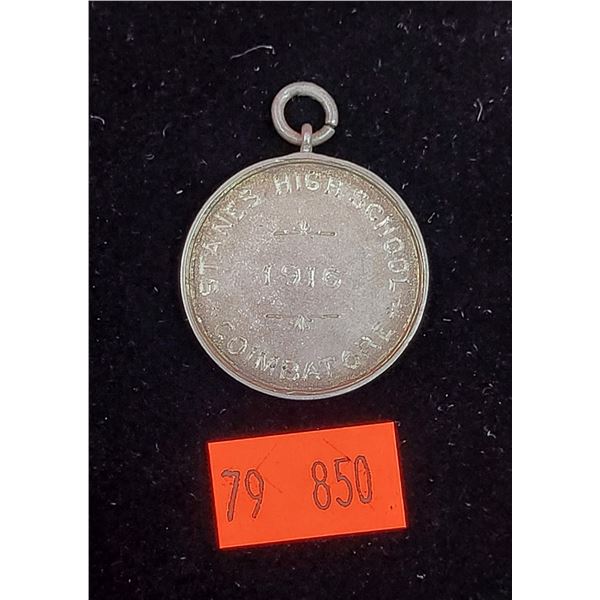 STANES HIGH SCHOOL
1916
COIMBATORE
79 850